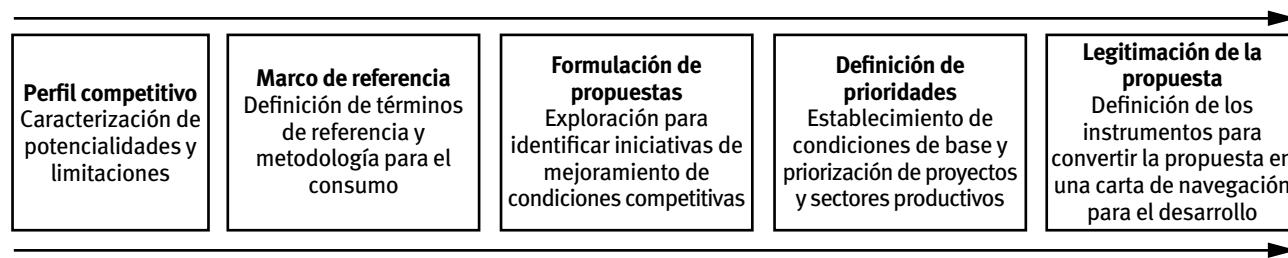 Perfil competitivo
Caracterización de
potencialidades y
limitaciones
Marco de referencia
Definición de términos
de referencia y
metodología para el
consumo
Formulación de
propuestas
Exploración para
identificar iniciativas de
mejoramiento de
condiciones competitivas
Definición de
prioridades
Establecimiento de
condiciones de base y
priorización de proyectos
y sectores productivos
Legitimación de la
propuesta
Definición de los
instrumentos para
convertir la propuesta en
una carta de navegación
para el desarrollo